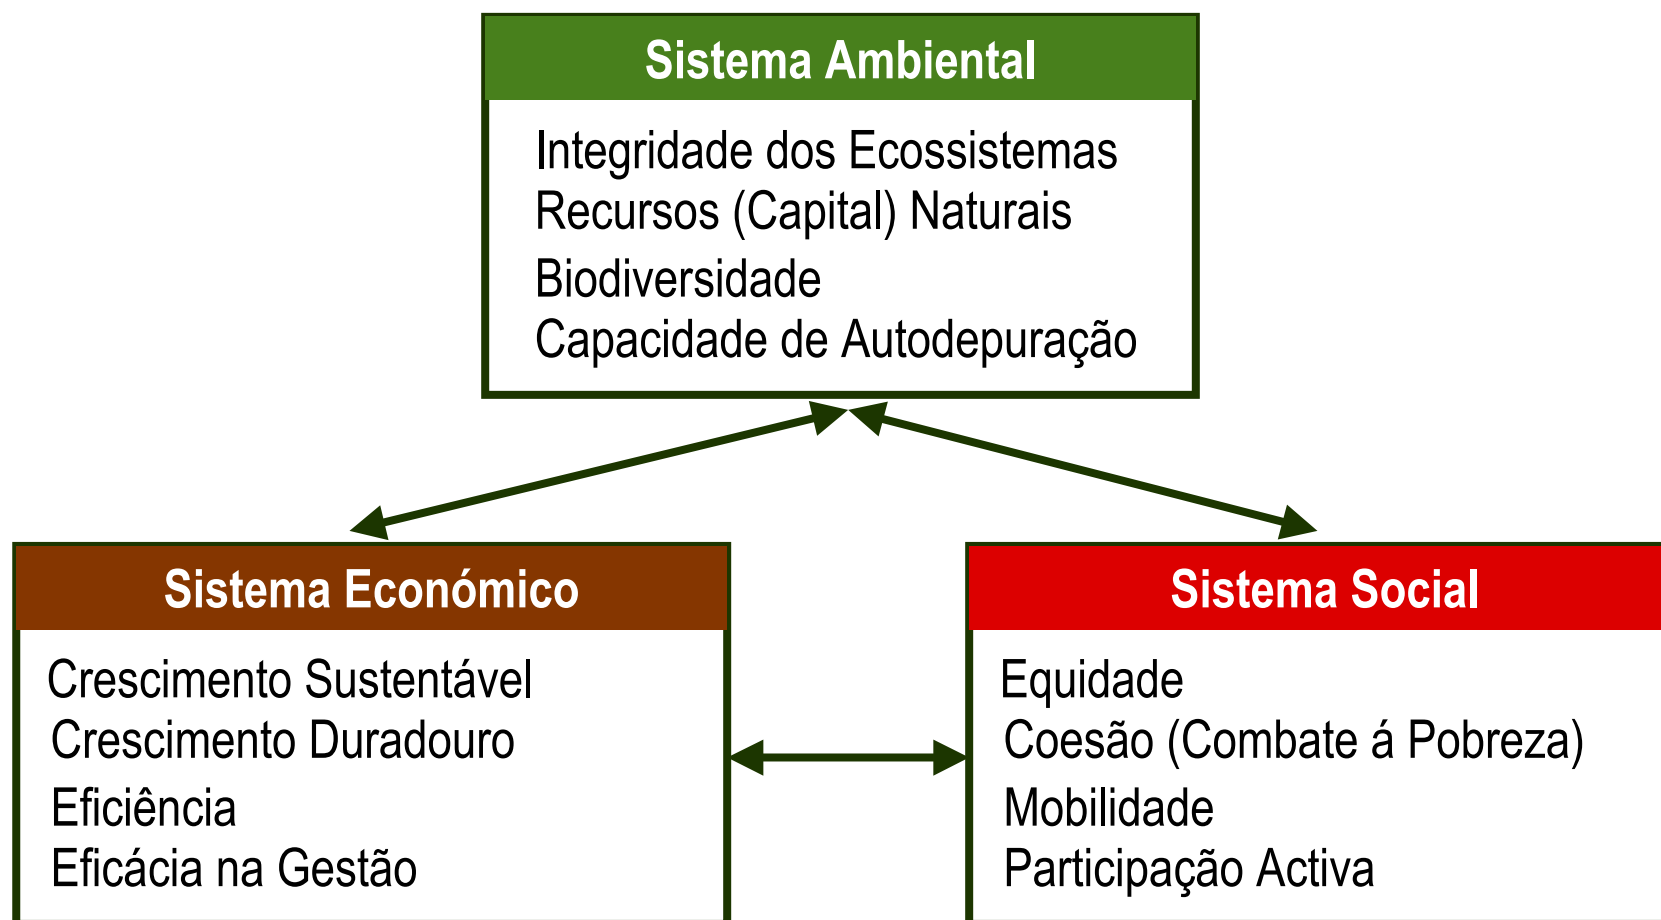 Sistema Ambiental
Integridade dos Ecossistemas
Recursos (Capital) Naturais
Biodiversidade
Capacidade de Autodepuração
Sistema Económico
Crescimento Sustentável
Crescimento Duradouro
Eficiência
Eficácia na Gestão
Sistema Social
Equidade
Coesão (Combate á Pobreza)
Mobilidade
Participação Activa